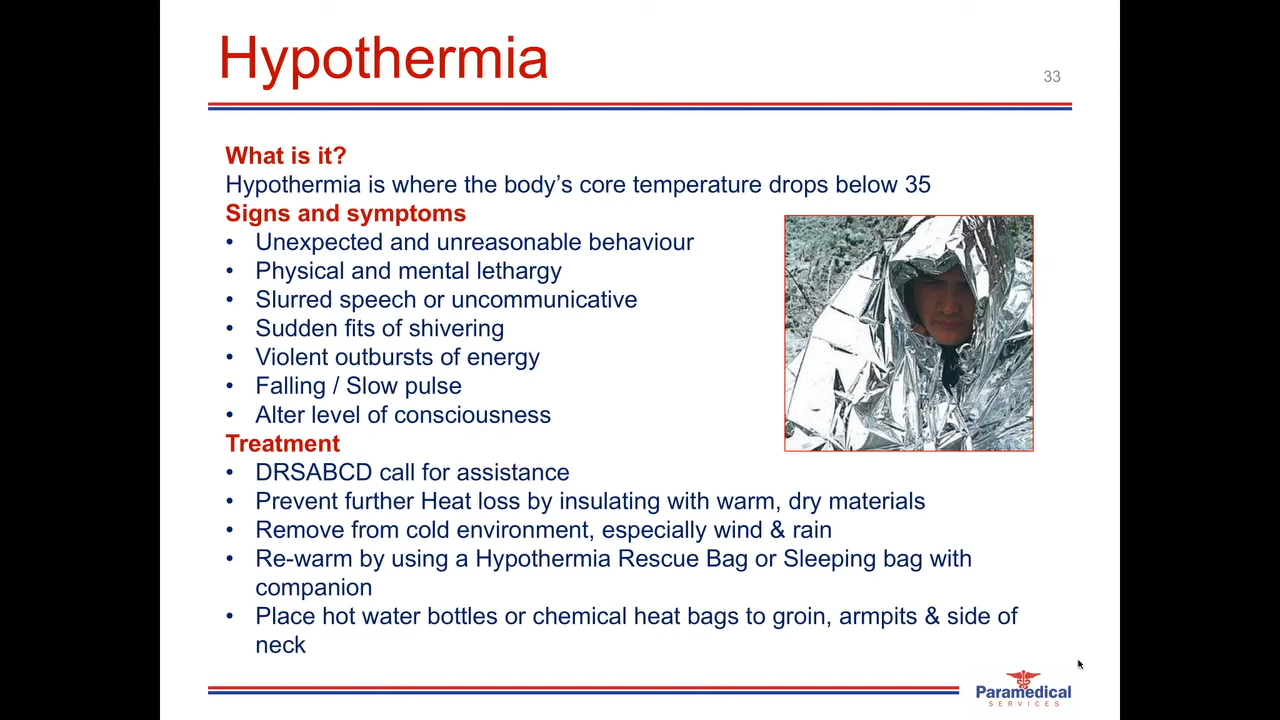 Hypothermia
33
What is it?
Hypothermia is where the body’s core temperature drops below 35
Signs and symptoms
• Unexpected and unreasonable behaviour
• Physical and mental lethargy
• Slurred speech or uncommunicative
• Sudden fits of shivering
• Violent outbursts of energy
• Falling / Slow pulse
• Alter level of consciousness
Treatment
• DRSABCD call for assistance
• Prevent further Heat loss by insulating with warm, dry materials
• Remove from cold environment, especially wind & rain
• Re-warm by using a Hypothermia Rescue Bag or Sleeping bag with
companion
• Place hot water bottles or chemical heat bags to groin, armpits & side of
neck
Paramedical
SERVICES